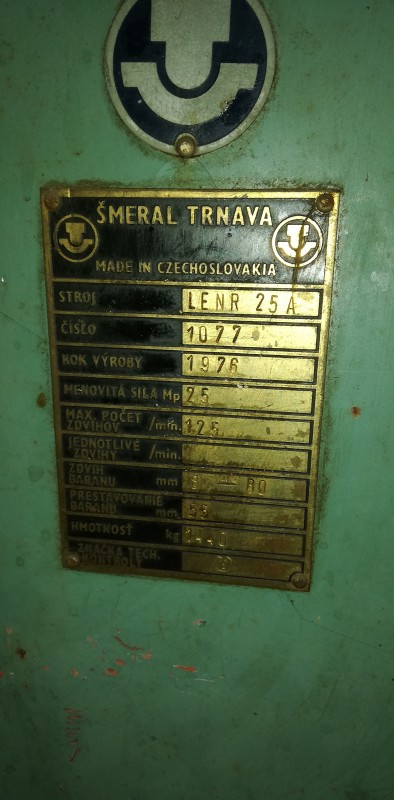 ŠMERAL TRNAVA
MADE IN CZECHOSLOVAKIA
STROJ LENR 25 A
ČÍSLO 1077
ROK VÝROBY 1976
MENOVITÁ SILA Mp 25
MAX. POČET
ZDVIHOV /min. 125
JEDNOTLIVÉ
ZDVIHY /min.
ZDVIH
BARANU mm 80
PRESTAVOVANIE
BARANU mm 55
HMOTNOSŤ kg
ZNAČKA TECH.
KONTROLY